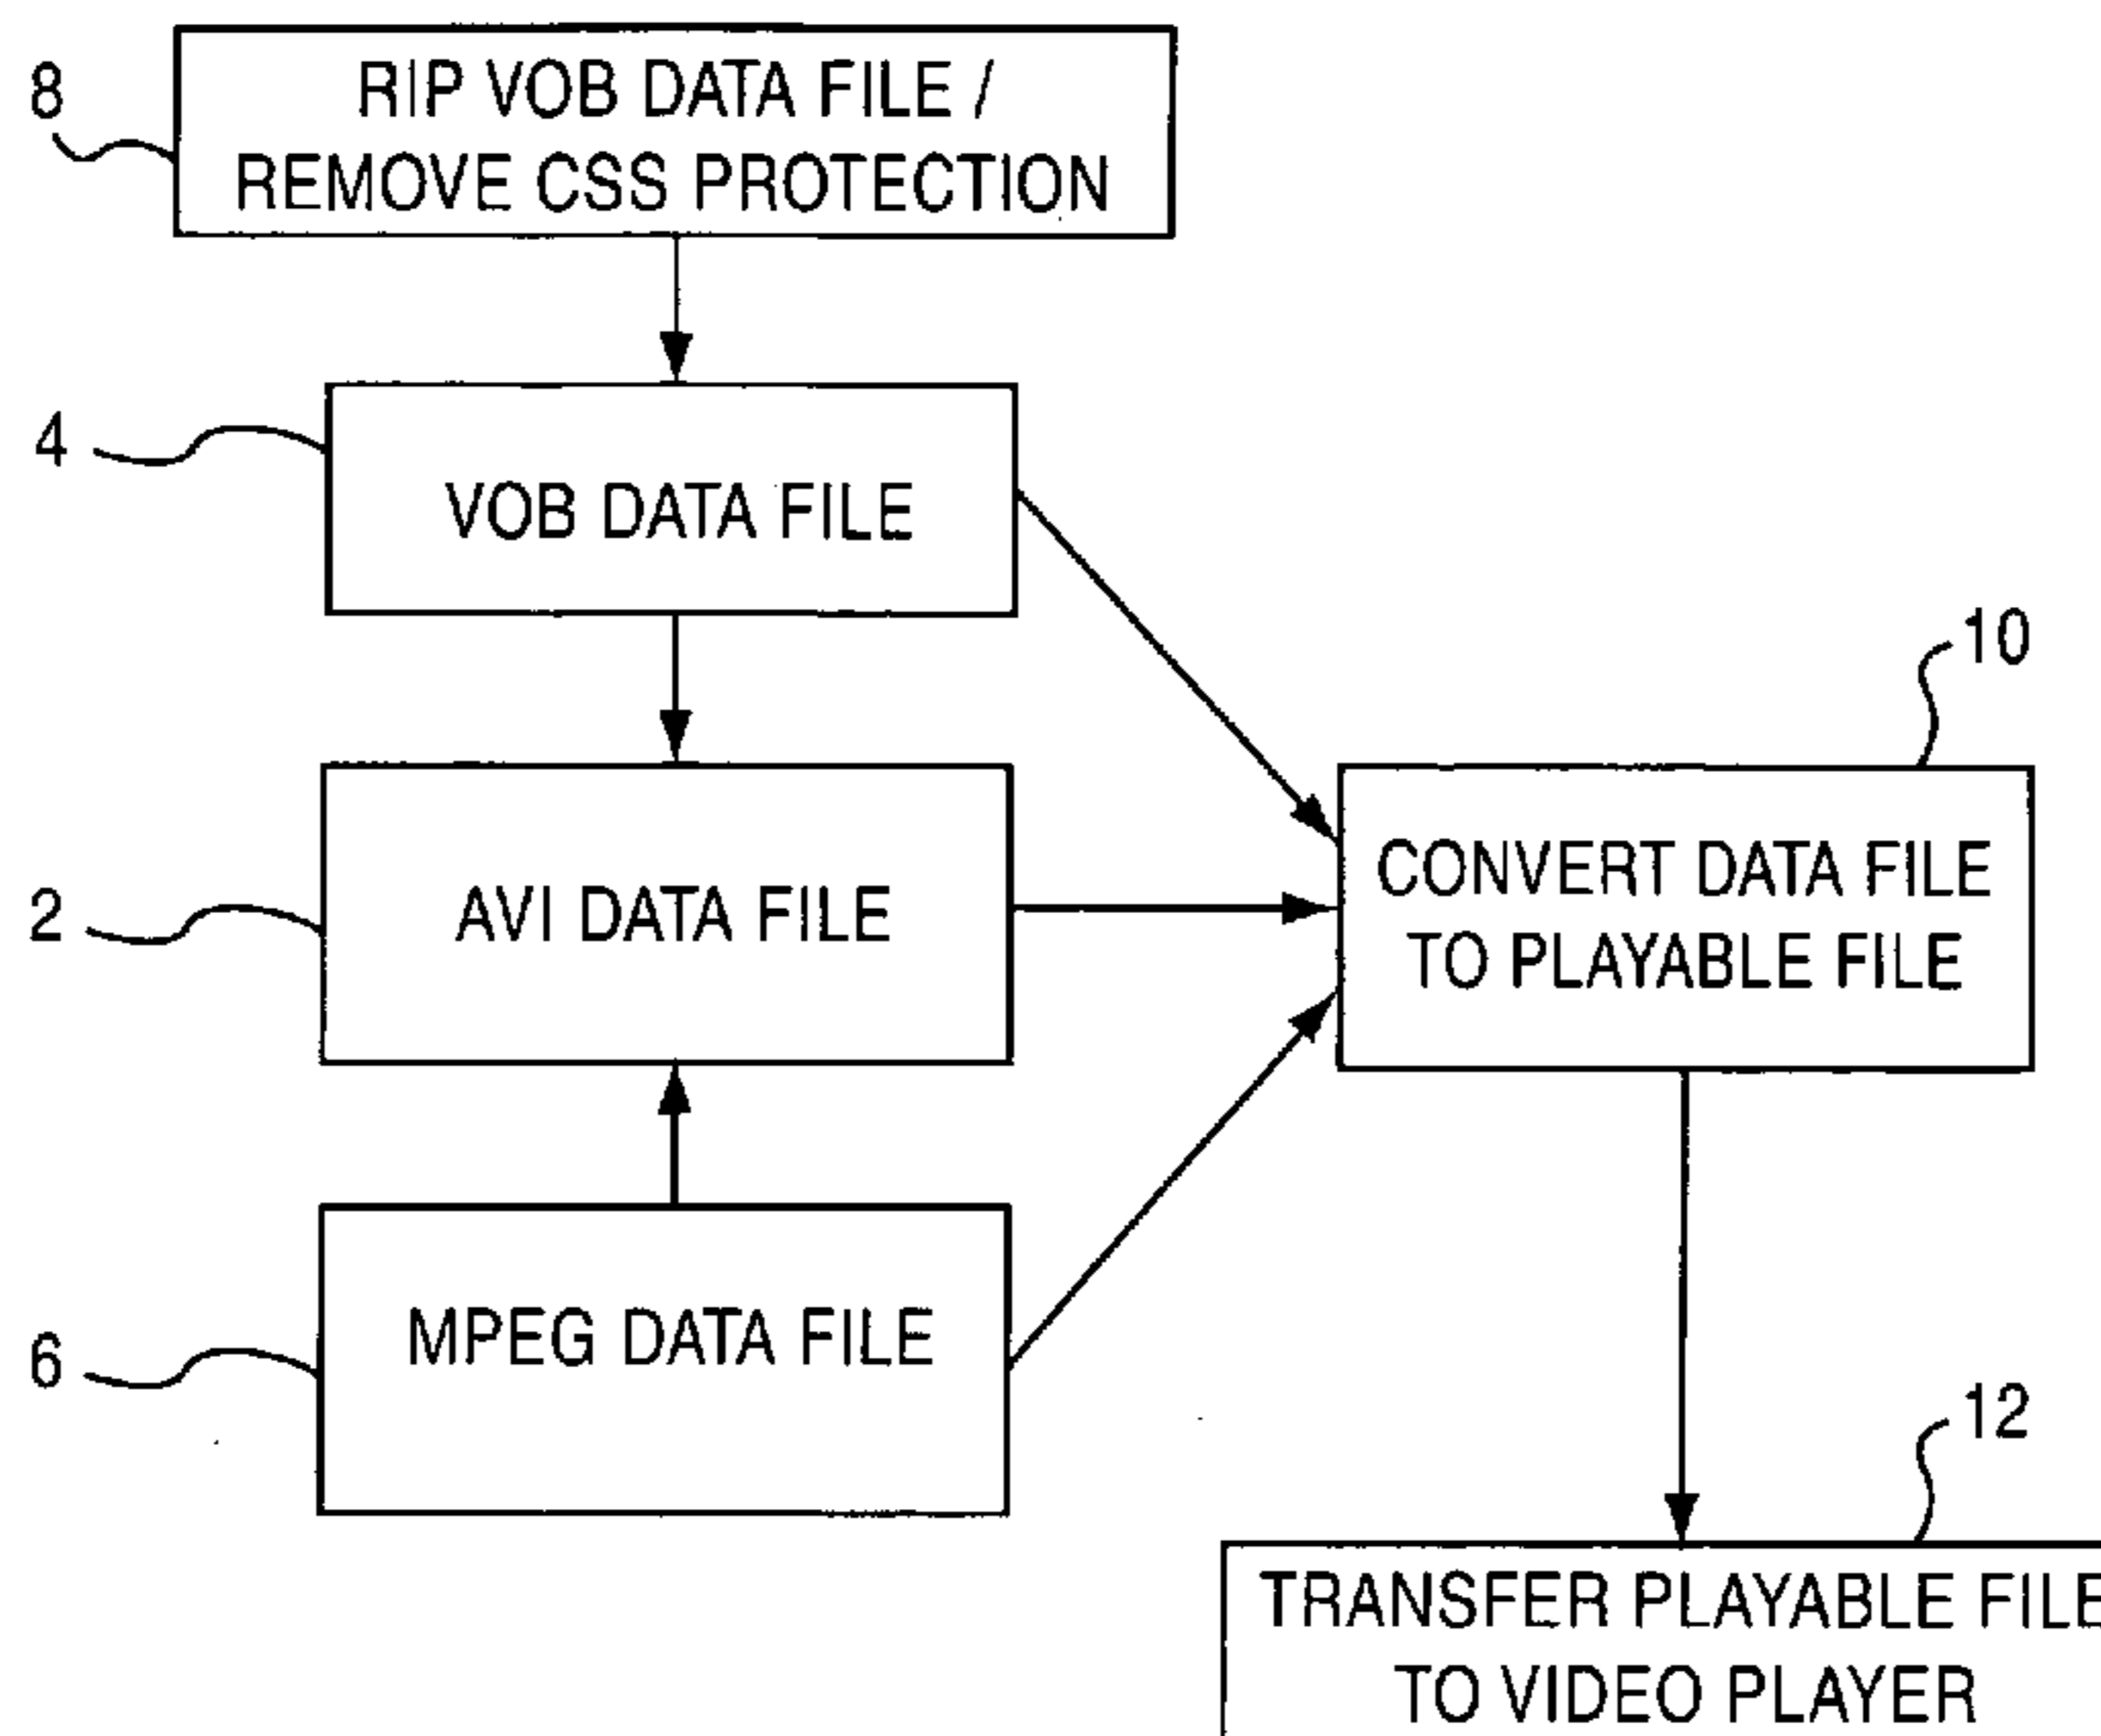 8
RIP VOB DATA FILE /
REMOVE CSS PROTECTION
4
VOB DATA FILE
10
2
AVI DATA FILE
CONVERT DATA FILE
TO PLAYABLE FILE
6
MPEG DATA FILE
12
TRANSFER PLAYABLE FILE
TO VIDEO PLAYER